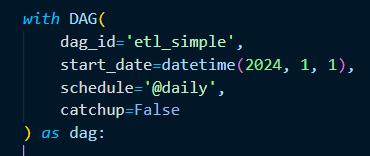 with DAG(
    dag_id='etl_simple',
    start_date=datetime(2024, 1, 1),
    schedule='@daily',
    catchup=False
) as dag: